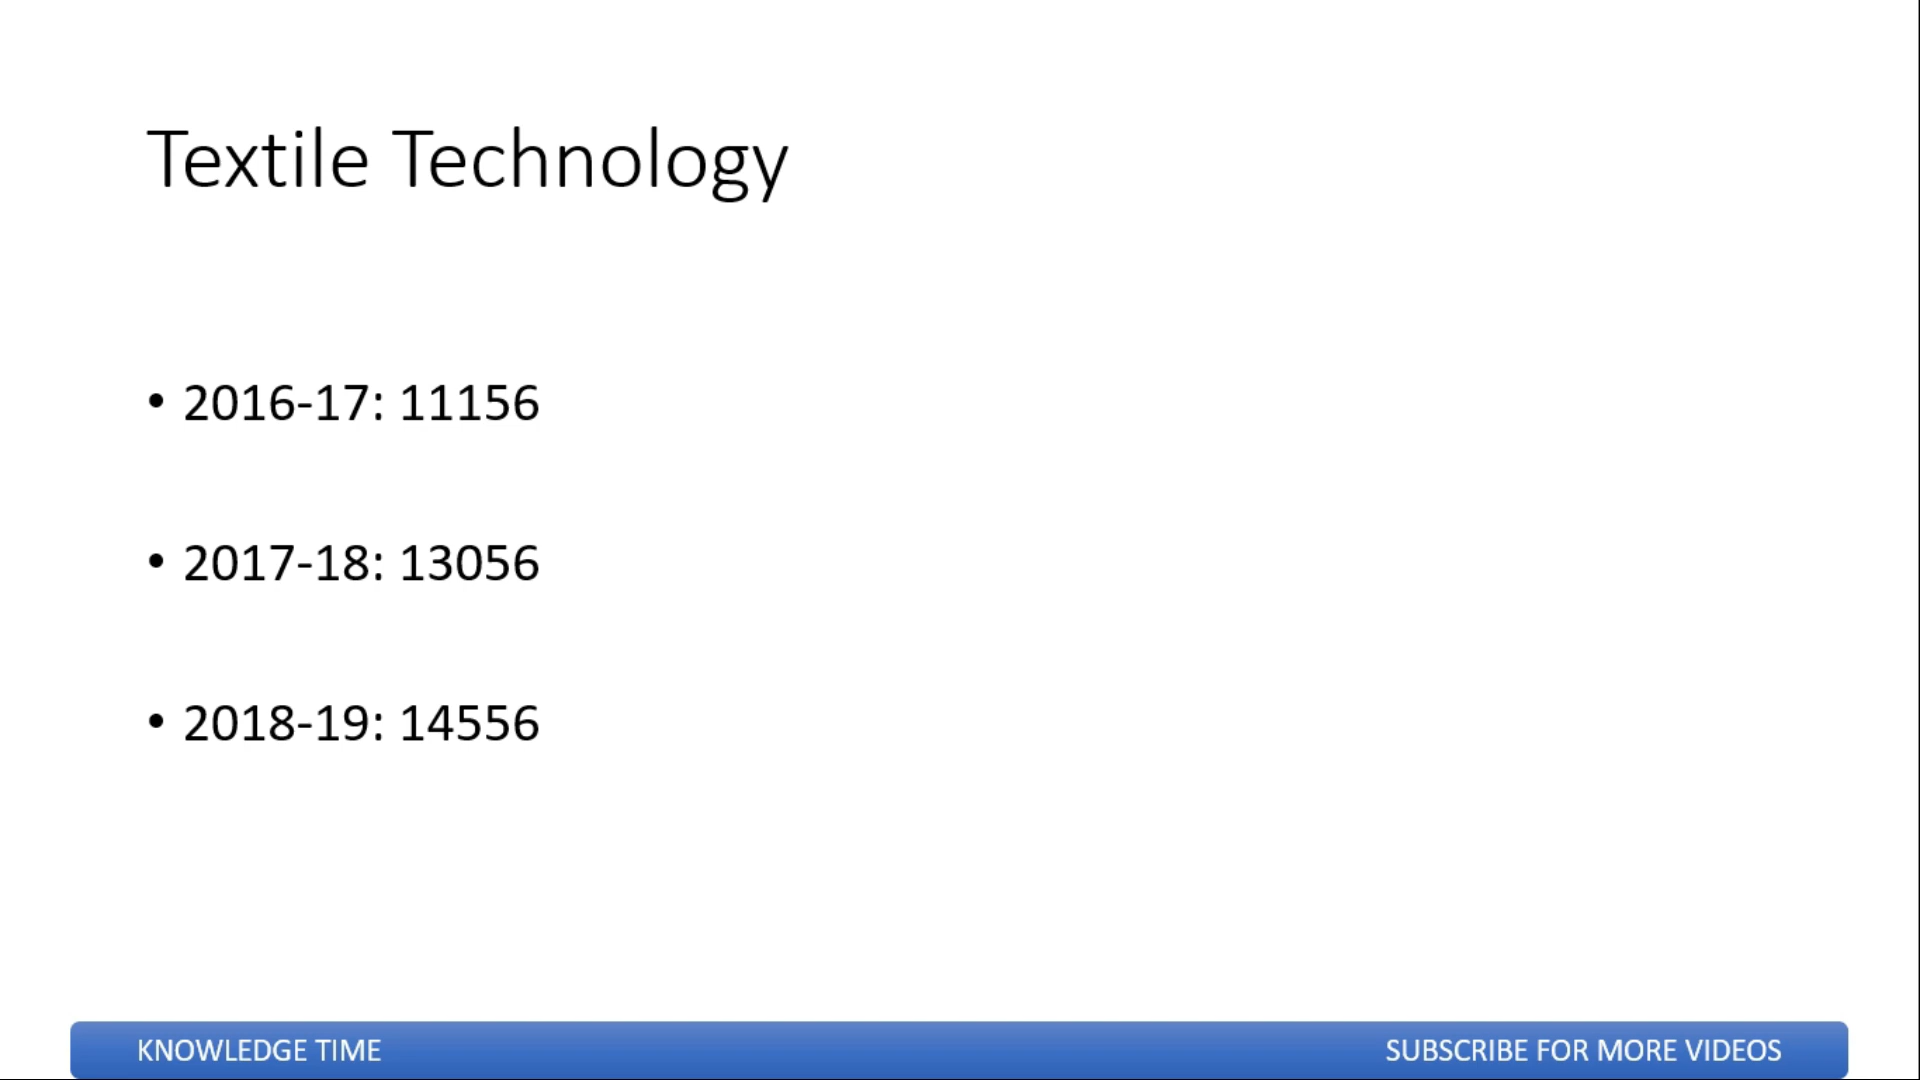 Textile Technology
• 2016-17: 11156
• 2017-18: 13056
• 2018-19: 14556
KNOWLEDGE TIME
SUBSCRIBE FOR MORE VIDEOS